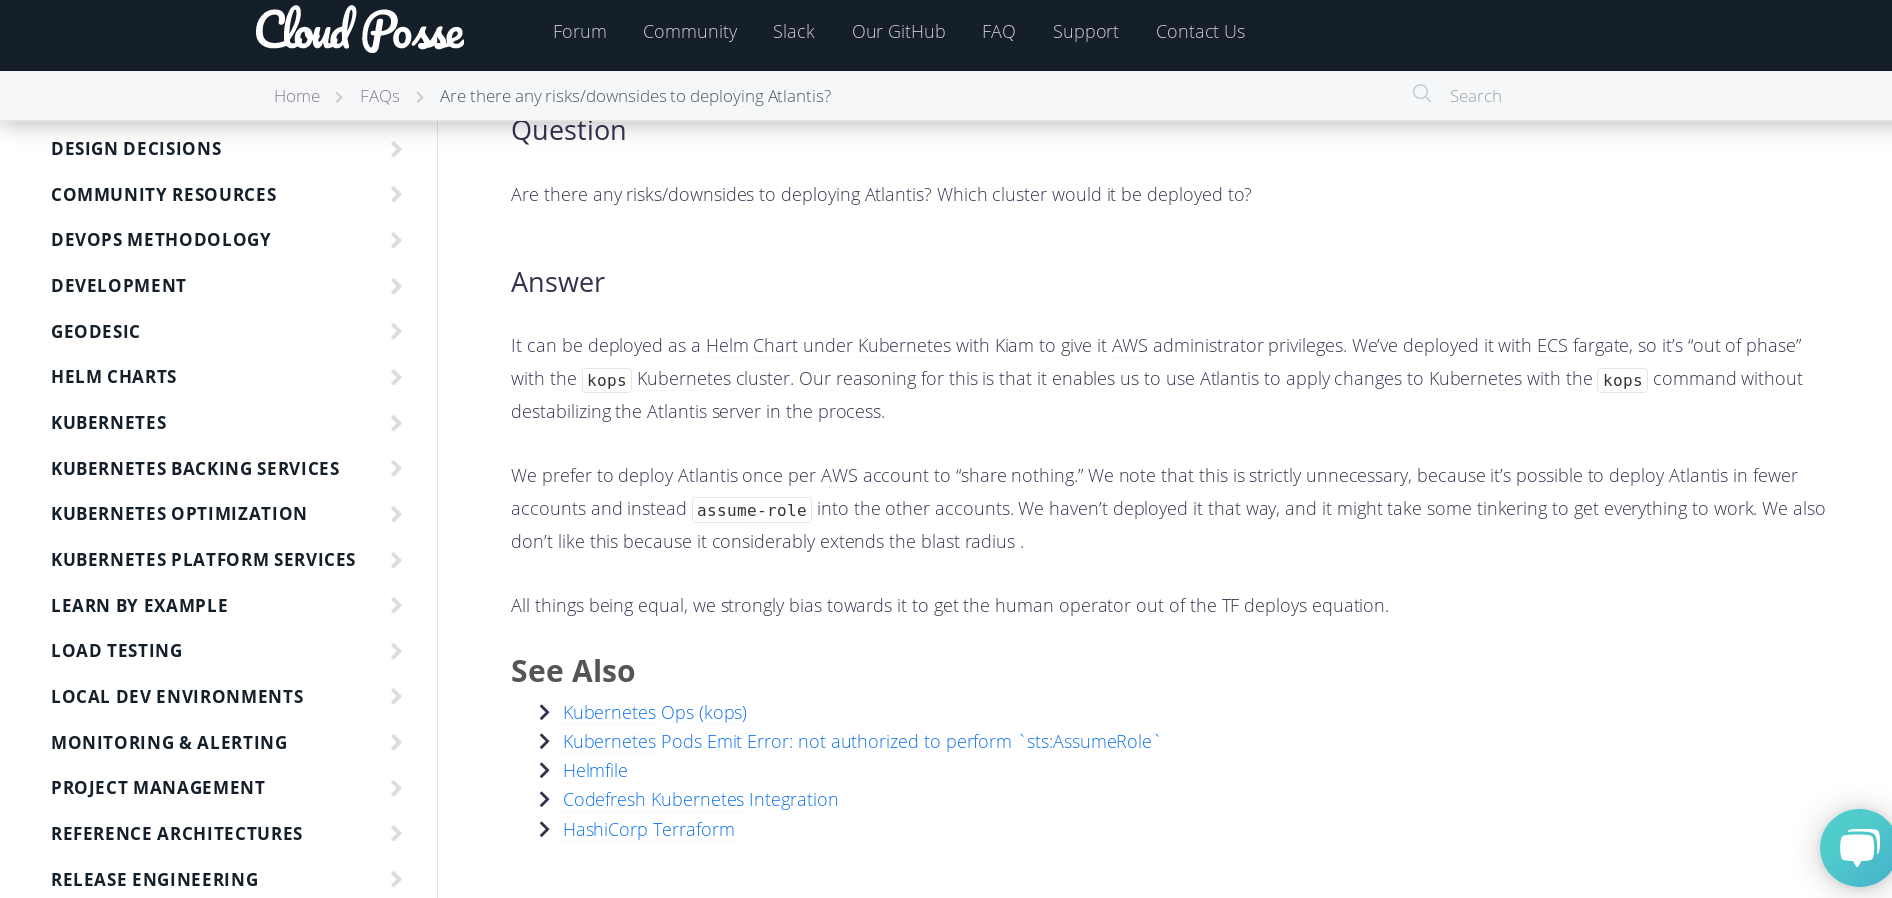 Cloud Posse
Forum Community Slack Our GitHub FAQ Support Contact Us
Home FAQs Are there any risks/downsides to deploying Atlantis? Search
DESIGN DECISIONS
COMMUNITY RESOURCES
DEVOPS METHODOLOGY
DEVELOPMENT
GEODESIC
HELM CHARTS
KUBERNETES
KUBERNETES BACKING SERVICES
KUBERNETES OPTIMIZATION
KUBERNETES PLATFORM SERVICES
LEARN BY EXAMPLE
LOAD TESTING
LOCAL DEV ENVIRONMENTS
MONITORING & ALERTING
PROJECT MANAGEMENT
REFERENCE ARCHITECTURES
RELEASE ENGINEERING
Question
Are there any risks/downsides to deploying Atlantis? Which cluster would it be deployed to?
Answer
It can be deployed as a Helm Chart under Kubernetes with Kiam to give it AWS administrator privileges. We’ve deployed it with ECS fargate, so it’s “out of phase”
with the kops Kubernetes cluster. Our reasoning for this is that it enables us to use Atlantis to apply changes to Kubernetes with the kops command without
destabilizing the Atlantis server in the process.
We prefer to deploy Atlantis once per AWS account to “share nothing.” We note that this is strictly unnecessary, because it’s possible to deploy Atlantis in fewer
accounts and instead assume-role into the other accounts. We haven’t deployed it that way, and it might take some tinkering to get everything to work. We also
don’t like this because it considerably extends the blast radius .
All things being equal, we strongly bias towards it to get the human operator out of the TF deploys equation.
See Also
Kubernetes Ops (kops)
Kubernetes Pods Emit Error: not authorized to perform `sts:AssumeRole`
Helmfile
Codefresh Kubernetes Integration
HashiCorp Terraform